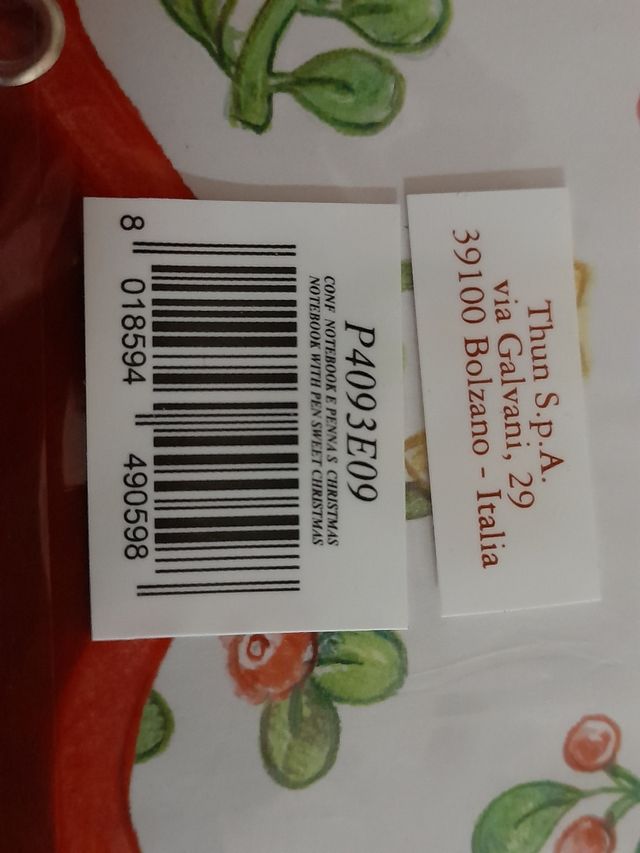 Thun S.p.A.
via Galvani, 29
39100 Bolzano - Italia
P4093E09
CONF NOTEBOOK E PENNA S CHRISTMAS
NOTEBOOK WITH PEN SWEET CHRISTMAS
8 018594 490598